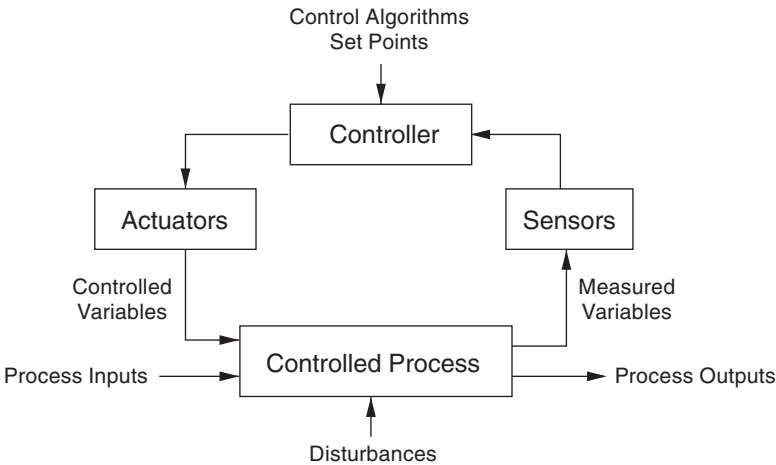 Control Algorithms
Set Points
Controller
Actuators
Sensors
Controlled
Variables
Measured
Variables
Controlled Process
Process Inputs
Process Outputs
Disturbances